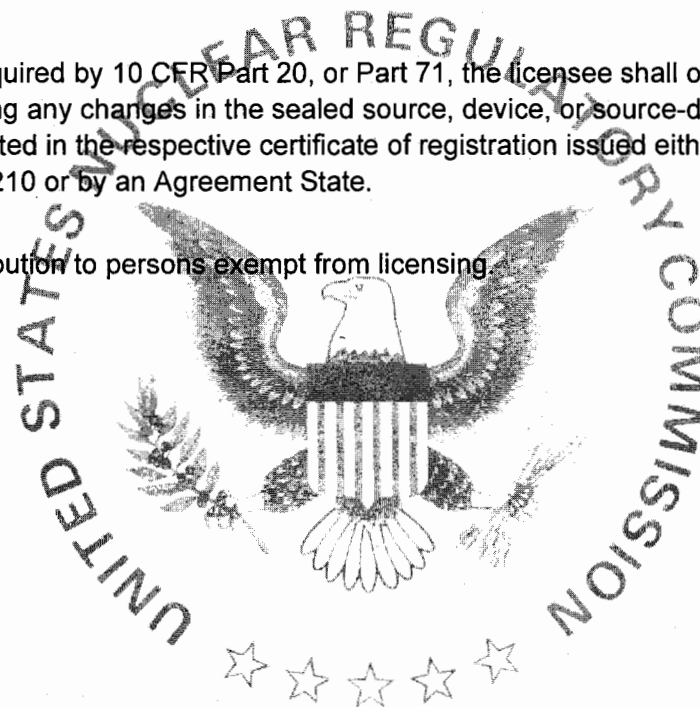 quired by 10 CFR Part 20, or Part 71, the licensee shall o
ng any changes in the sealed source, device, or source-d
ted in the respective certificate of registration issued eith
210 or by an Agreement State.
bution to persons exempt from licensing.
UNITED STATES NUCLEAR REGULATORY COMMISSION